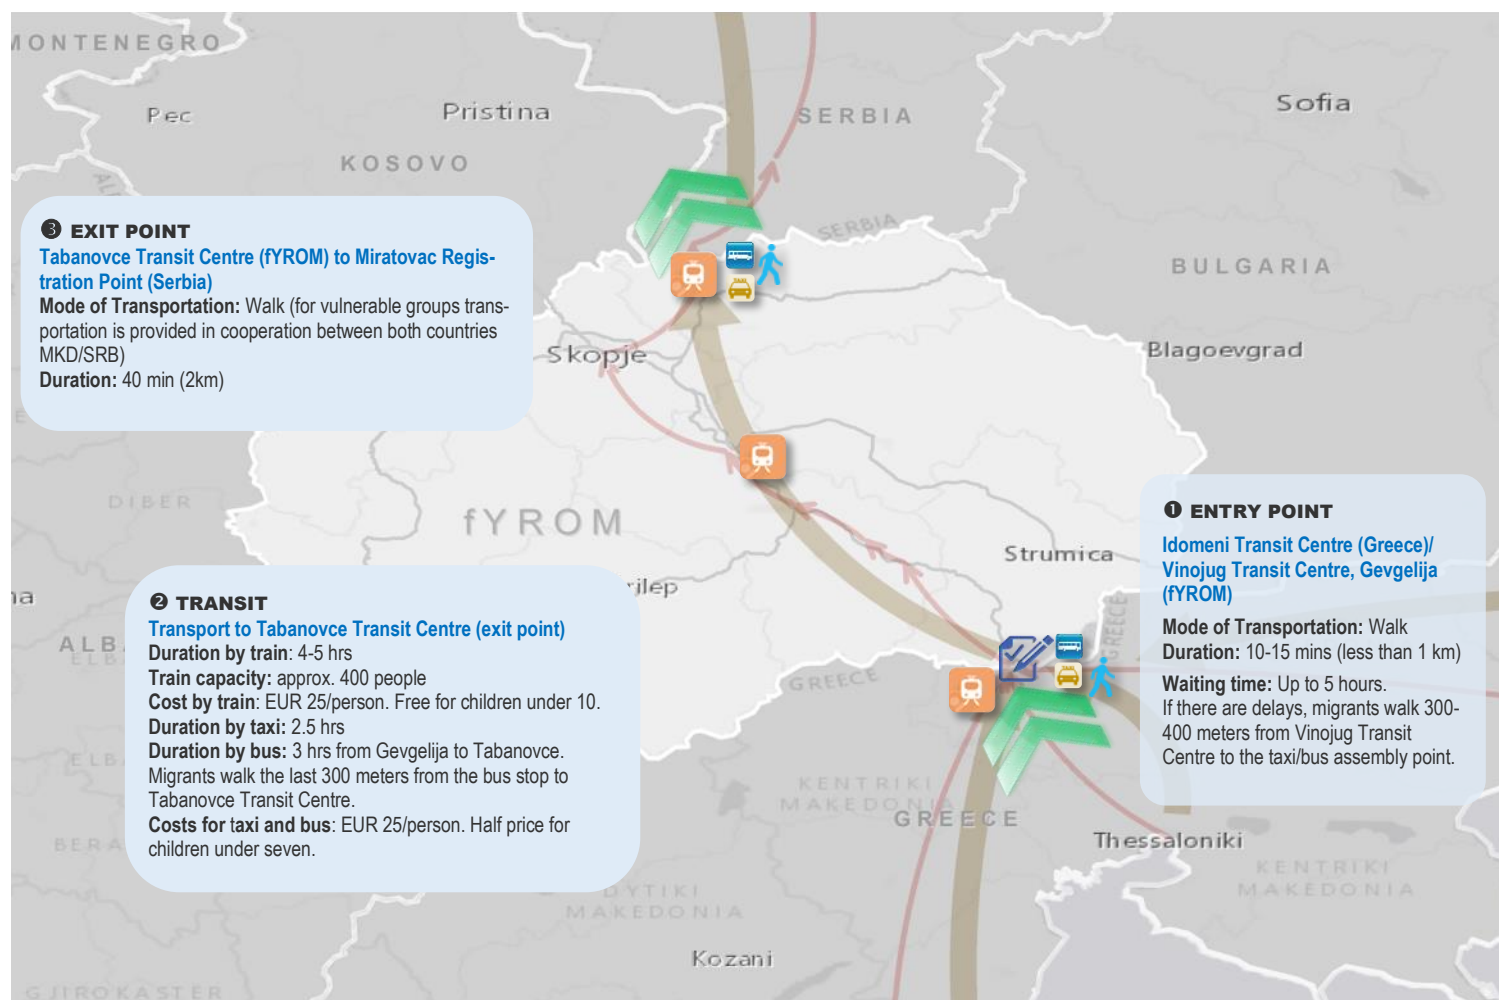 MONTENEGRO
Pec
Pristina
SERBIA
Sofia
KOSOVO
SERBIA
BULGARIA
❸ EXIT POINT
Tabanovce Transit Centre (fYROM) to Miratovac Regis-
tration Point (Serbia)
Mode of Transportation: Walk (for vulnerable groups trans-
portation is provided in cooperation between both countries
MKD/SRB)
Duration: 40 min (2km)
Skopje
Blagoevgrad
DIBER
fYROM
Strumica
❶ ENTRY POINT
Idomeni Transit Centre (Greece)/
Vinojug Transit Centre, Gevgelija
(fYROM)
Mode of Transportation: Walk
Duration: 10-15 mins (less than 1 km)
Waiting time: Up to 5 hours.
If there are delays, migrants walk 300-
400 meters from Vinojug Transit
Centre to the taxi/bus assembly point.
rilep
ALB
ELB
❷ TRANSIT
Transport to Tabanovce Transit Centre (exit point)
Duration by train: 4-5 hrs
Train capacity: approx. 400 people
Cost by train: EUR 25/person. Free for children under 10.
Duration by taxi: 2.5 hrs
Duration by bus: 3 hrs from Gevgelija to Tabanovce.
Migrants walk the last 300 meters from the bus stop to
Tabanovce Transit Centre.
Costs for taxi and bus: EUR 25/person. Half price for
children under seven.
GREECE
GREECE
ELB
KENTRIKI
MAKEDONIA
GREECE
BERA
Thessaloniki
KENTRIKI
MAKEDONIA
DYTIKI
MAKEDONIA
Kozani
GJIROKASTER